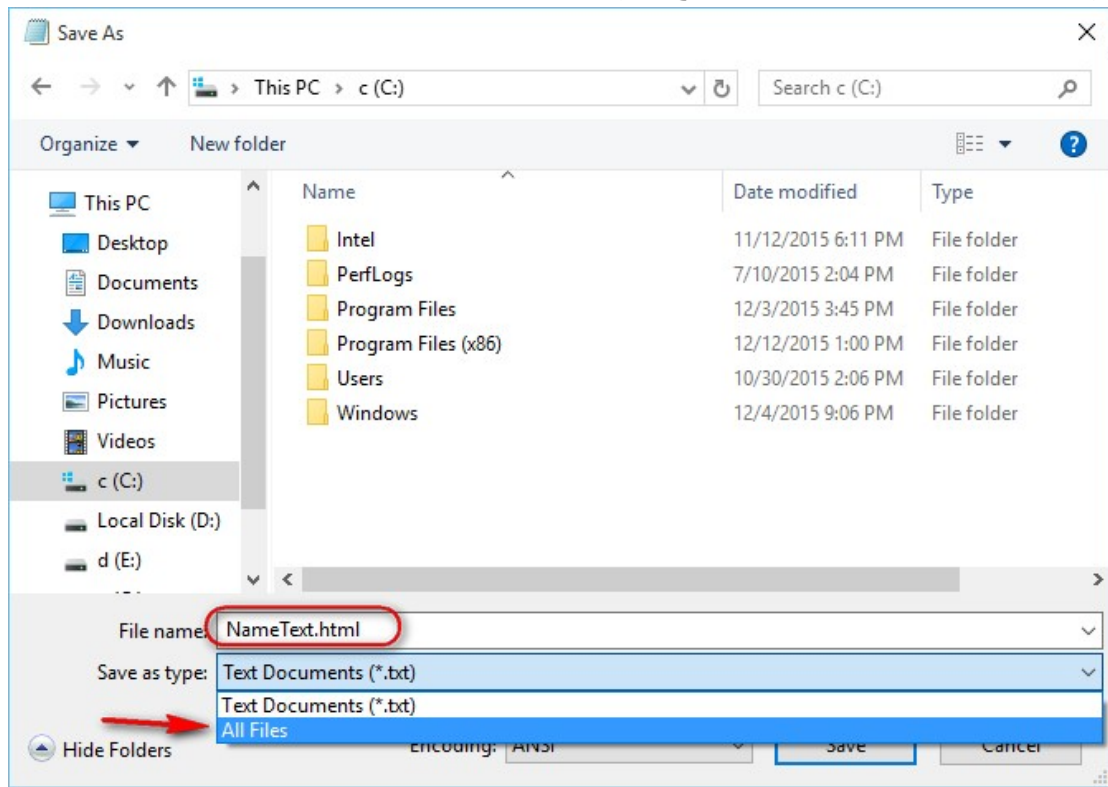 Save As
This PC > c (C:)
Search c (C:)
Organize
New folder
Name
Date modified
Type
This PC
Desktop
Documents
Downloads
Music
Pictures
Videos
c (C:)
Local Disk (D:)
d (E:)
Intel 11/12/2015 6:11 PM File folder
PerfLogs 7/10/2015 2:04 PM File folder
Program Files 12/3/2015 3:45 PM File folder
Program Files (x86) 12/12/2015 1:00 PM File folder
Users 10/30/2015 2:06 PM File folder
Windows 12/4/2015 9:06 PM File folder
File name: NameText.html
Save as type: Text Documents (*.txt)
Text Documents (*.txt)
All Files
Hide Folders
Encoding: ANSI
Save
Cancel